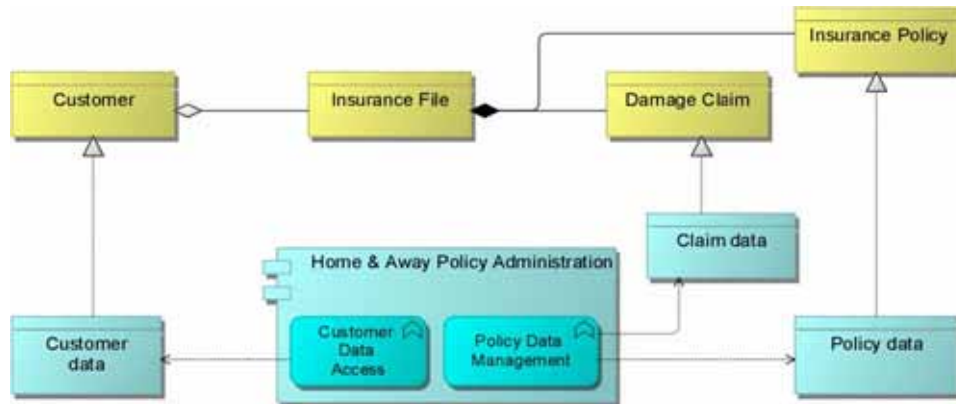 Insurance Policy
Customer
Insurance File
Damage Claim
Claim data
Home & Away Policy Administration
Customer
data
Customer
Data
Access
Policy Data
Management
Policy data